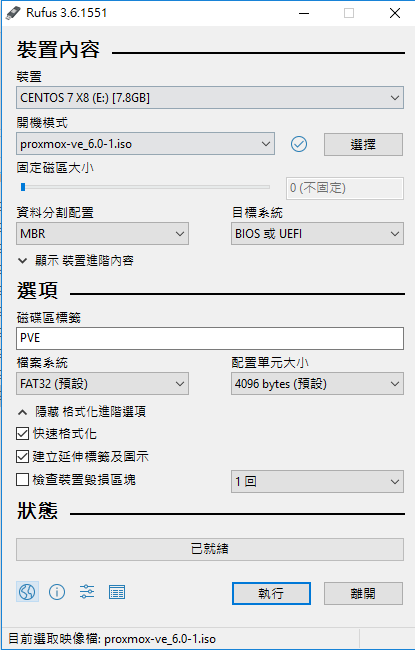 Rufus 3.6.1551
裝置內容
裝置
CENTOS 7 X8 (E:) [7.8GB]
開機模式
proxmox-ve_6.0-1.iso
選擇
固定磁區大小
0 (不固定)
資料分割配置
目標系統
MBR
BIOS 或 UEFI
顯示 裝置進階內容
選項
磁碟區標籤
PVE
檔案系統
配置單元大小
FAT32 (預設)
4096 bytes (預設)
隱藏 格式化進階選項
快速格式化
建立延伸標籤及圖示
檢查裝置毀損區塊
1 回
狀態
已就緒
執行
離開
目前選取映像檔: proxmox-ve_6.0-1.iso